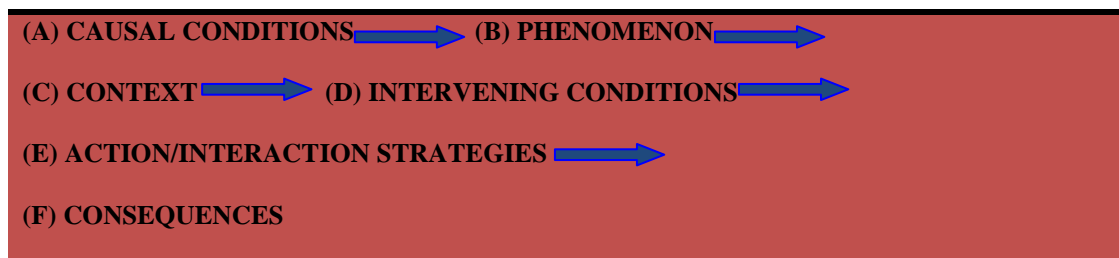 (A) CAUSAL CONDITIONS (B) PHENOMENON
(C) CONTEXT (D) INTERVENING CONDITIONS
(E) ACTION/INTERACTION STRATEGIES
(F) CONSEQUENCES